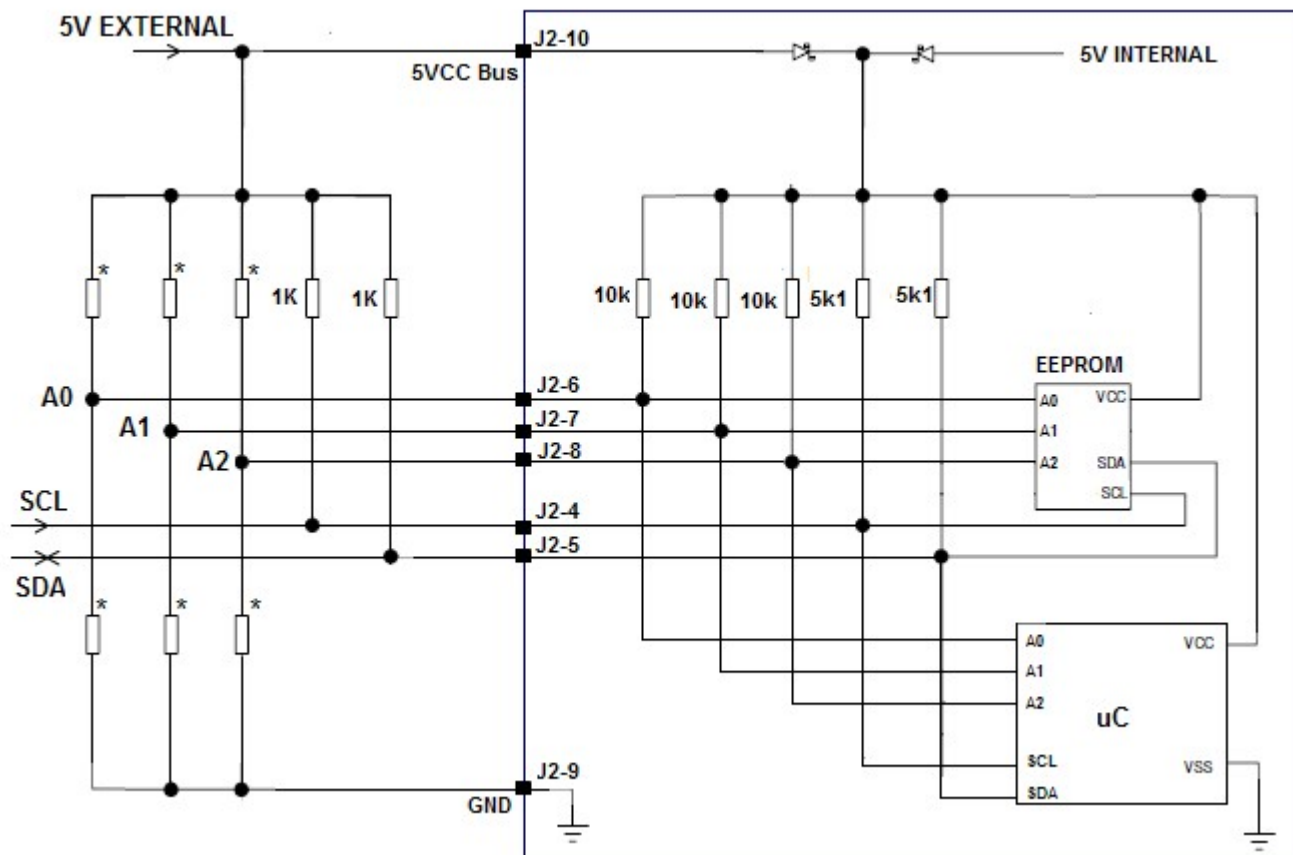 5V EXTERNAL
J2-10
5VCC Bus
5V INTERNAL
* * *
1K 1K
10k 10k 10k 5k1 5k1
EEPROM
A0
J2-6
A0 VCC
A1
J2-7
A1
A2
J2-8
A2 SDA
SCL
SCL
J2-4
J2-5
SDA
* * *
A0 VCC
A1
A2
uC
SCL VSS
SDA
J2-9
GND